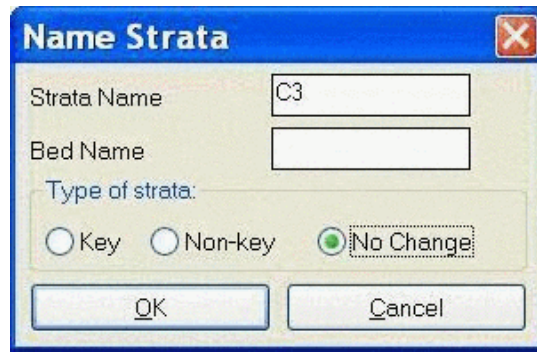 Name Strata
Strata Name C3
Bed Name
Type of strata:
Key Non-key No Change
OK Cancel